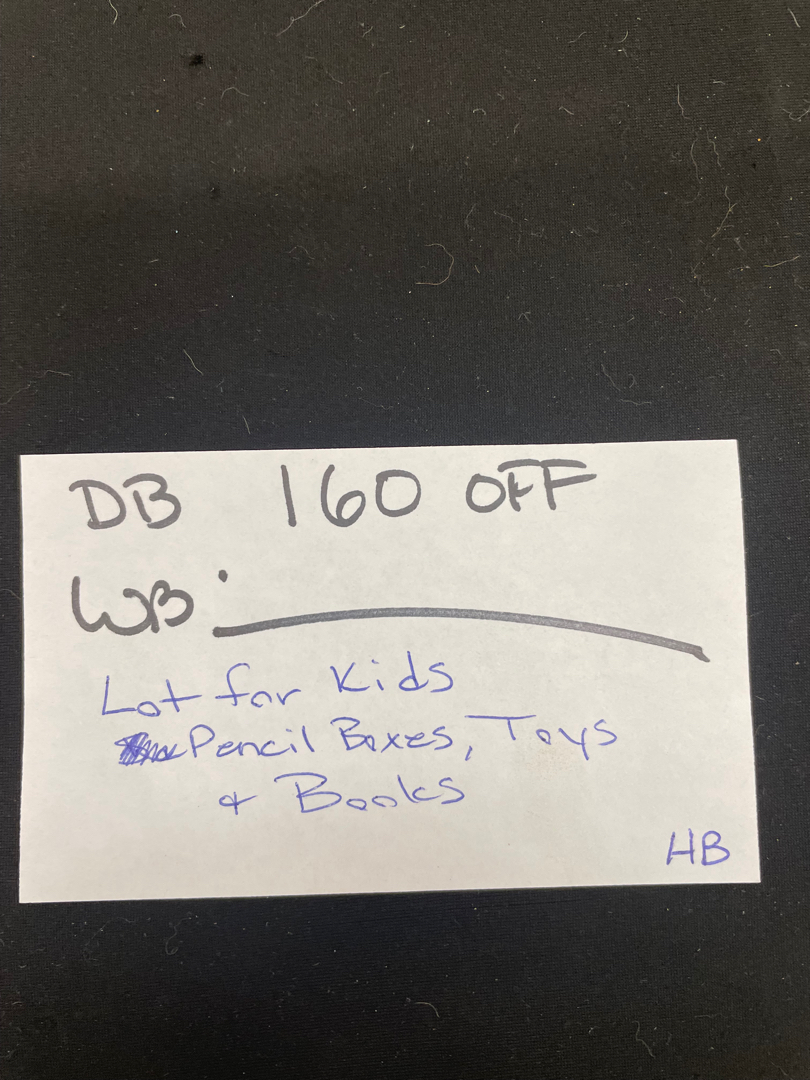 DB 160 OFF
WB:
Lot for Kids
Pencil Boxes, Toys
& Books
HB